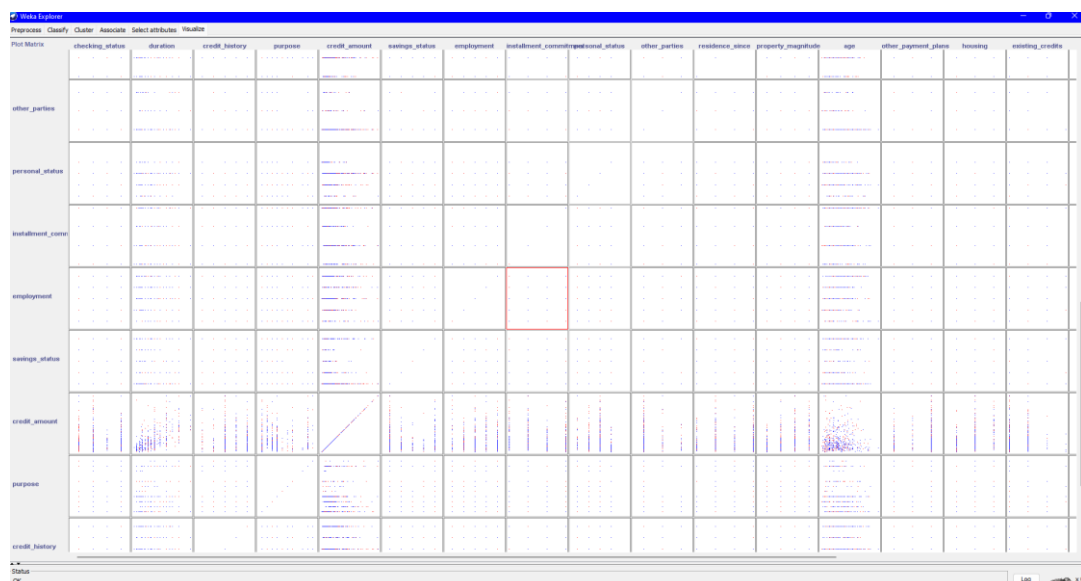 Weka Explorer
Preprocess Classify Cluster Associate Select attributes Visualize
Plot Matrix checking_status duration credit_history purpose credit_amount savings_status employment installment_commitment personal_status other_parties residence_since property_magnitude age other_payment_plans housing existing_credits
other_parties
personal_status
installment_comm
employment
savings_status
credit_amount
purpose
credit_history
Status
OK
Log